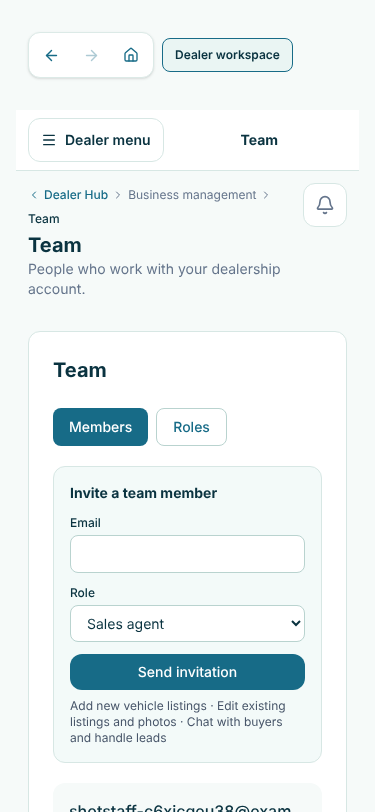 Dealer workspace
Dealer menu
Team
Dealer Hub
Business management
Team
Team
People who work with your dealership
account.
Team
Members
Roles
Invite a team member
Email
Role
Sales agent
Send invitation
Add new vehicle listings · Edit existing
listings and photos · Chat with buyers
and handle leads